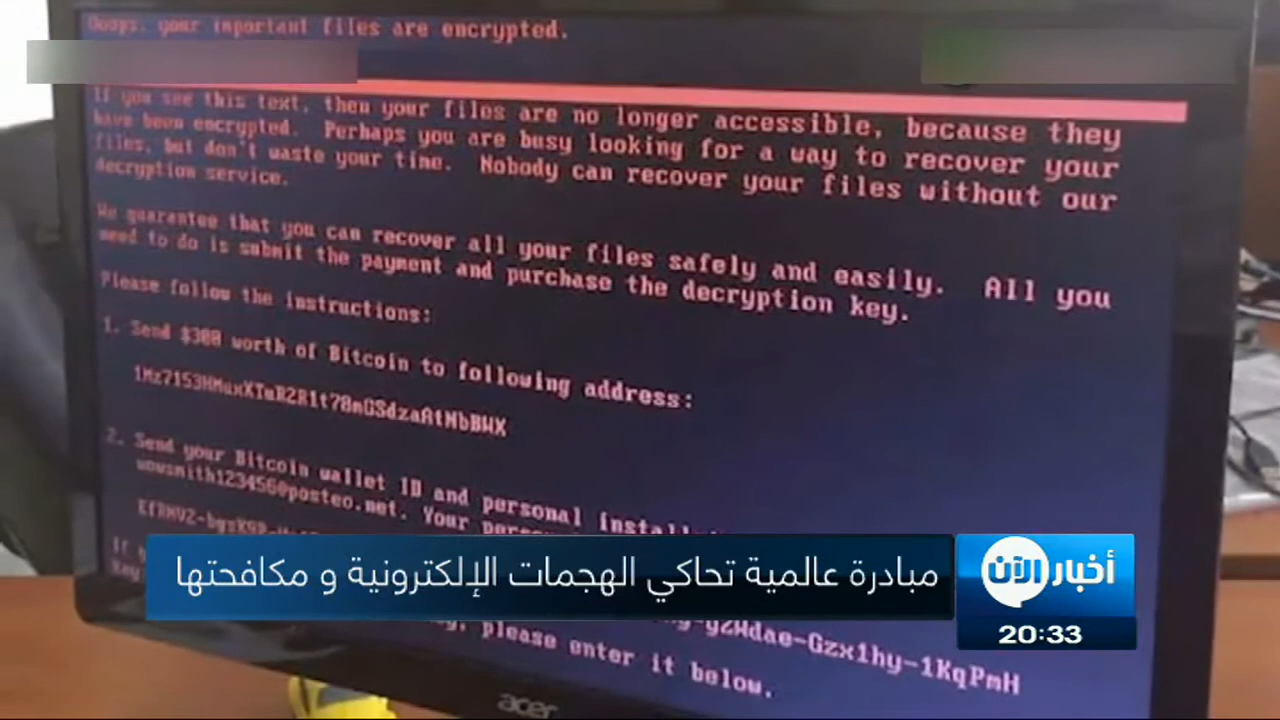 Ooops, your important files are encrypted.
If you see this text, then your files are no longer accessible, because they
have been encrypted. Perhaps you are busy looking for a way to recover your
files, but don't waste your time. Nobody can recover your files without our
decryption service.
We guarantee that you can recover all your files safely and easily. All you
need to do is submit the payment and purchase the decryption key.
Please follow the instructions:
1. Send $300 worth of Bitcoin to following address:
1Mz7153HMuxXTuR2R1t78mGSdzaAtNbBWX
2. Send your Bitcoin wallet ID and personal
wowsmith123456@posteo.net. Your
If
مبادرة عالمية تحاكي الهجمات الإلكترونية و مكافحتها
أخبار الآن
20:33
yZWdae-Gzx1hy-1KqPmH
please enter it below.
acer